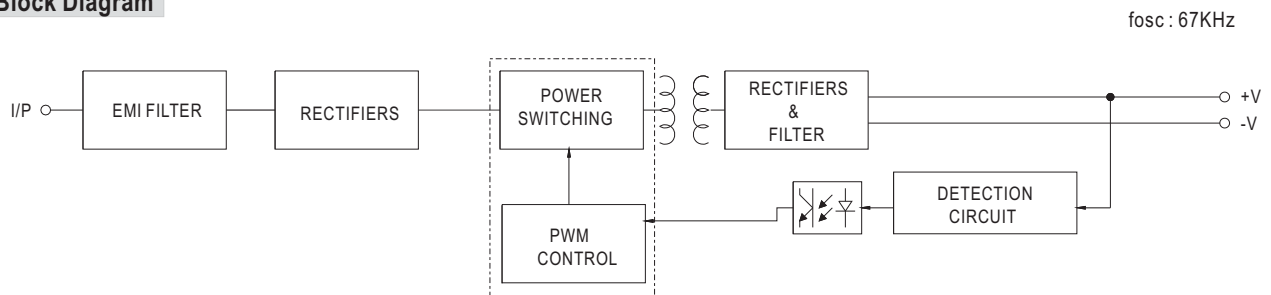 Block Diagram
fosc : 67KHz
I/P
EMI FILTER
RECTIFIERS
POWER
SWITCHING
RECTIFIERS
&
FILTER
+V
-V
DETECTION
CIRCUIT
PWM
CONTROL